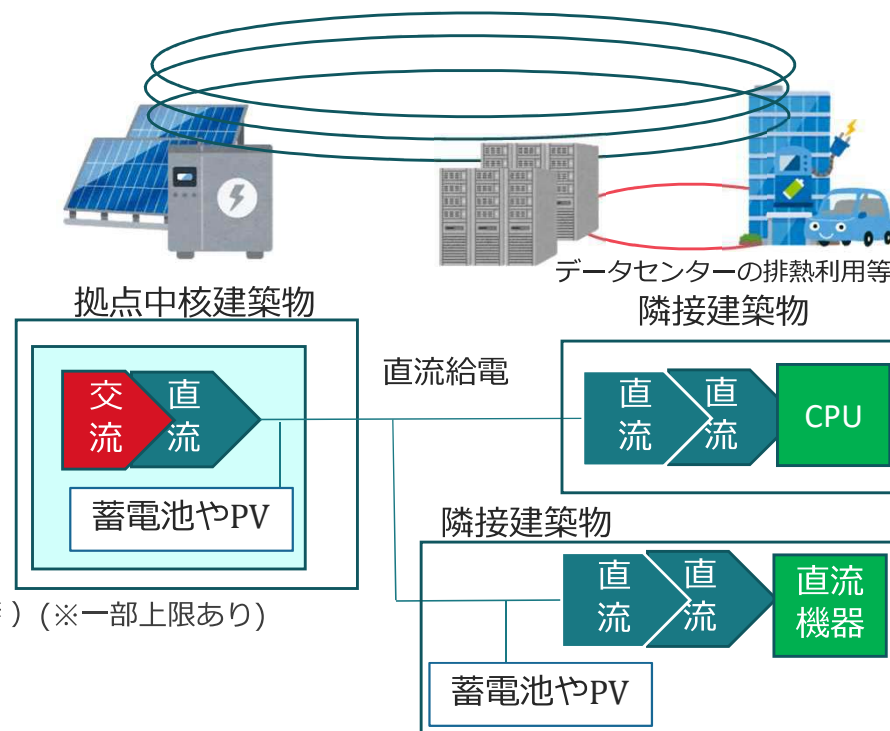 データセンターの排熱利用等
拠点中核建築物
隣接建築物
交流
直流
直流給電
直流
直流
CPU
蓄電池やPV
隣接建築物
直流
直流
直流
機器
）(※一部上限あり)
蓄電池やPV